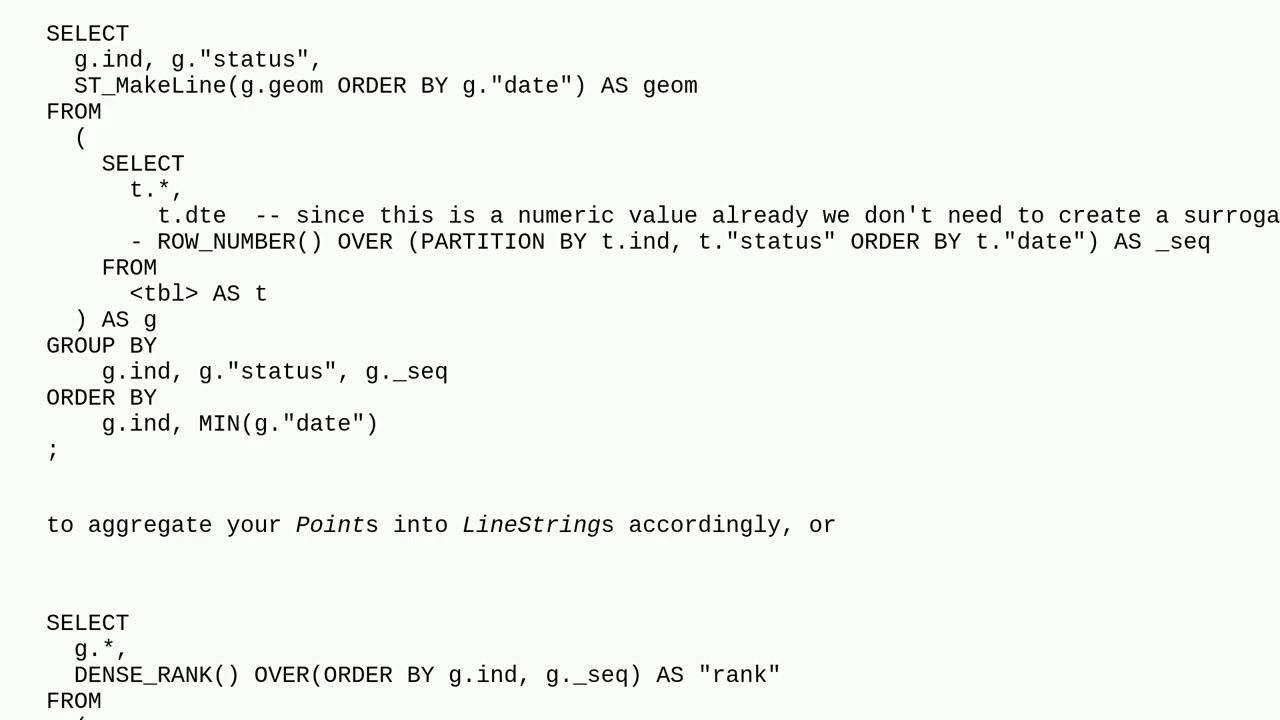 SELECT
  g.ind, g."status",
  ST_MakeLine(g.geom ORDER BY g."date") AS geom
FROM
  (
    SELECT
      t.*,
        t.dte  -- since this is a numeric value already we don't need to create a
      - ROW_NUMBER() OVER (PARTITION BY t.ind, t."status" ORDER BY t."date") AS _seq
    FROM
      <tbl> AS t
  ) AS g
GROUP BY
    g.ind, g."status", g._seq
ORDER BY
    g.ind, MIN(g."date")
;
to aggregate your Points into LineStrings accordingly, or
SELECT
  g.*,
  DENSE_RANK() OVER(ORDER BY g.ind, g._seq) AS "rank"
FROM